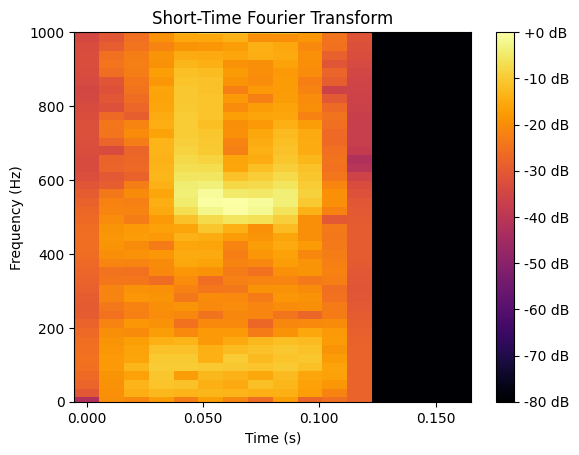 Short-Time Fourier Transform
1000
800
600
400
200
0
Frequency (Hz)
0.000
0.050
0.100
0.150
Time (s)
+0 dB
-10 dB
-20 dB
-30 dB
-40 dB
-50 dB
-60 dB
-70 dB
-80 dB